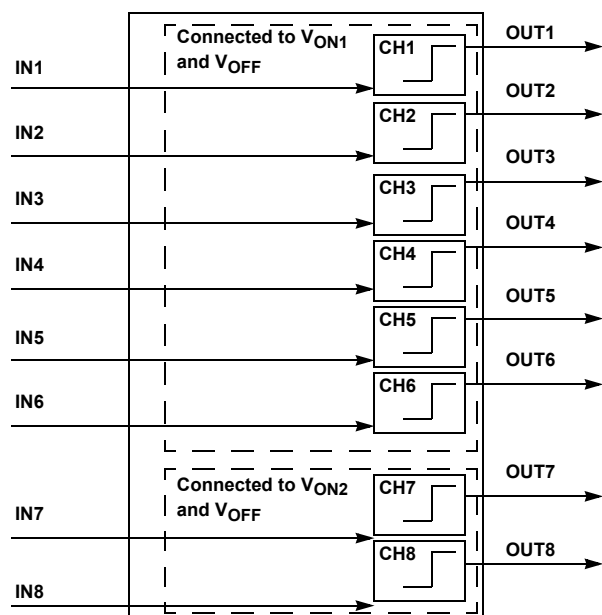 Connected to VON1
and VOFF
IN1
CH1
OUT1
IN2
CH2
OUT2
IN3
CH3
OUT3
IN4
CH4
OUT4
IN5
CH5
OUT5
IN6
CH6
OUT6
Connected to VON2
and VOFF
IN7
CH7
OUT7
IN8
CH8
OUT8